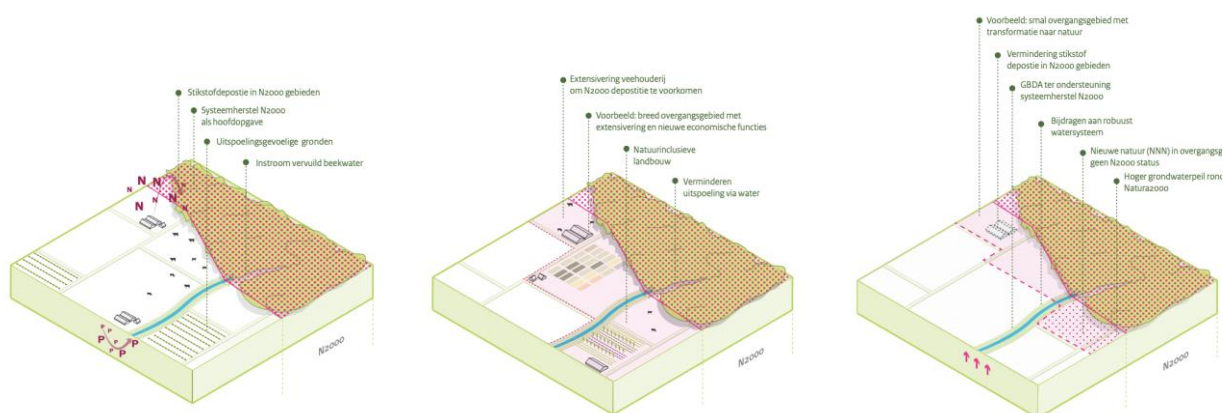 Stikstofdepostie in N2000 gebieden
Systeemherstel N2000
als hoofdopgave
Uitspoelingsgevoelige gronden
Instroom vervuild beekwater
N
N
N
N
N
N
N
N
N
P
P
P
P
P
P
P
N2000
Extensivering veehouderij
om N2000 depostitie te voorkomen
Voorbeeld: breed overgangsgebied met
extensivering en nieuwe economische functies
Natuurinclusieve
landbouw
Verminderen
uitspoeling via water
N2000
Voorbeeld: smal overgangsgebied met
transformatie naar natuur
Vermindering stikstof
depostie in N2000 gebieden
GBDA ter ondersteuning
systeemherstel N2000
Bijdragen aan robuust
watersysteem
Nieuwe natuur (NNN) in overgangsg
geen N2000 status
Hoger grondwaterpeil rond
Natura2000
N2000